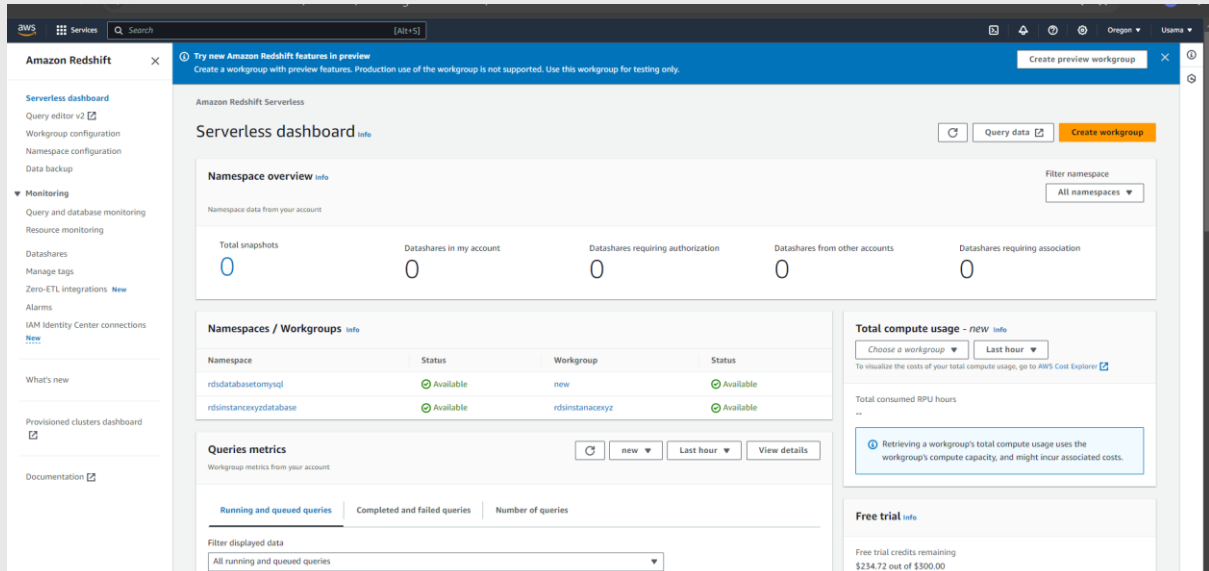 aws Services Search [Alt+S] Oregon Usama
Amazon Redshift
Serverless dashboard
Query editor v2
Workgroup configuration
Namespace configuration
Data backup
Monitoring
Query and database monitoring
Resource monitoring
Datashares
Manage tags
Zero-ETL integrations New
Alarms
IAM Identity Center connections
New
What's new
Provisioned clusters dashboard
Documentation
Try new Amazon Redshift features in preview
Create a workgroup with preview features. Production use of the workgroup is not supported. Use this workgroup for testing only.
Create preview workgroup
Amazon Redshift Serverless
Serverless dashboard Info
Query data
Create workgroup
Namespace overview Info
Namespace data from your account
Filter namespace
All namespaces
Total snapshots
0
Datashares in my account
0
Datashares requiring authorization
0
Datashares from other accounts
0
Datashares requiring association
0
Namespaces / Workgroups Info
Namespace Status Workgroup Status
rdsdatabasetomysql Available new Available
rdsinstancexyzdatabase Available rdsinstanacexyz Available
Queries metrics
Workgroup metrics from your account
new Last hour View details
Running and queued queries Completed and failed queries Number of queries
Filter displayed data
All running and queued queries
Total compute usage - new Info
Choose a workgroup Last hour
To visualize the costs of your total compute usage, go to AWS Cost Explorer
Total consumed RPU hours
--
Retrieving a workgroup's total compute usage uses the
workgroup's compute capacity, and might incur associated costs.
Free trial Info
Free trial credits remaining
$234.72 out of $300.00